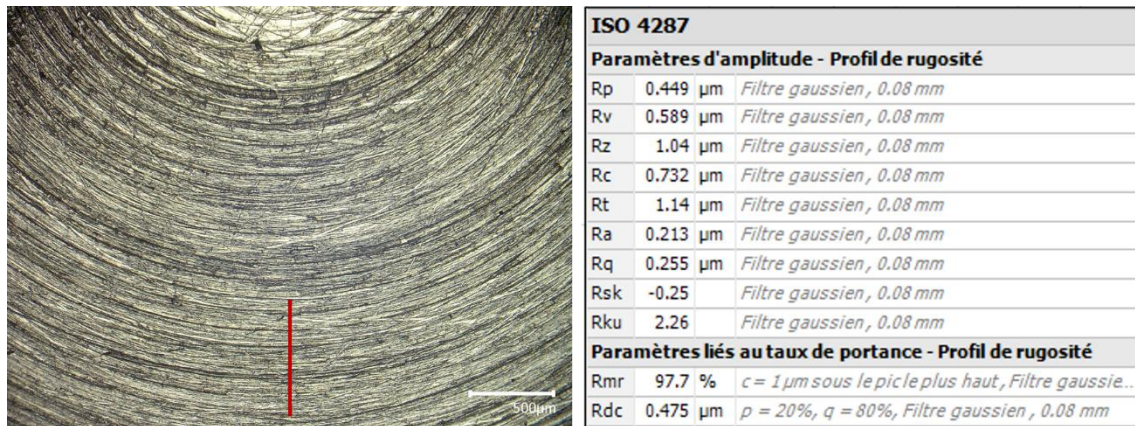 500µm
ISO 4287
Paramètres d'amplitude - Profil de rugosité
Rp 0.449 µm Filtre gaussien, 0.08 mm
Rv 0.589 µm Filtre gaussien, 0.08 mm
Rz 1.04 µm Filtre gaussien, 0.08 mm
Rc 0.732 µm Filtre gaussien, 0.08 mm
Rt 1.14 µm Filtre gaussien, 0.08 mm
Ra 0.213 µm Filtre gaussien, 0.08 mm
Rq 0.255 µm Filtre gaussien, 0.08 mm
Rsk -0.25 Filtre gaussien, 0.08 mm
Rku 2.26 Filtre gaussien, 0.08 mm
Paramètres liés au taux de portance - Profil de rugosité
Rmr 97.7 % c = 1 µm sous le pic le plus haut, Filtre gaussie...
Rdc 0.475 µm p = 20%, q = 80%, Filtre gaussien, 0.08 mm